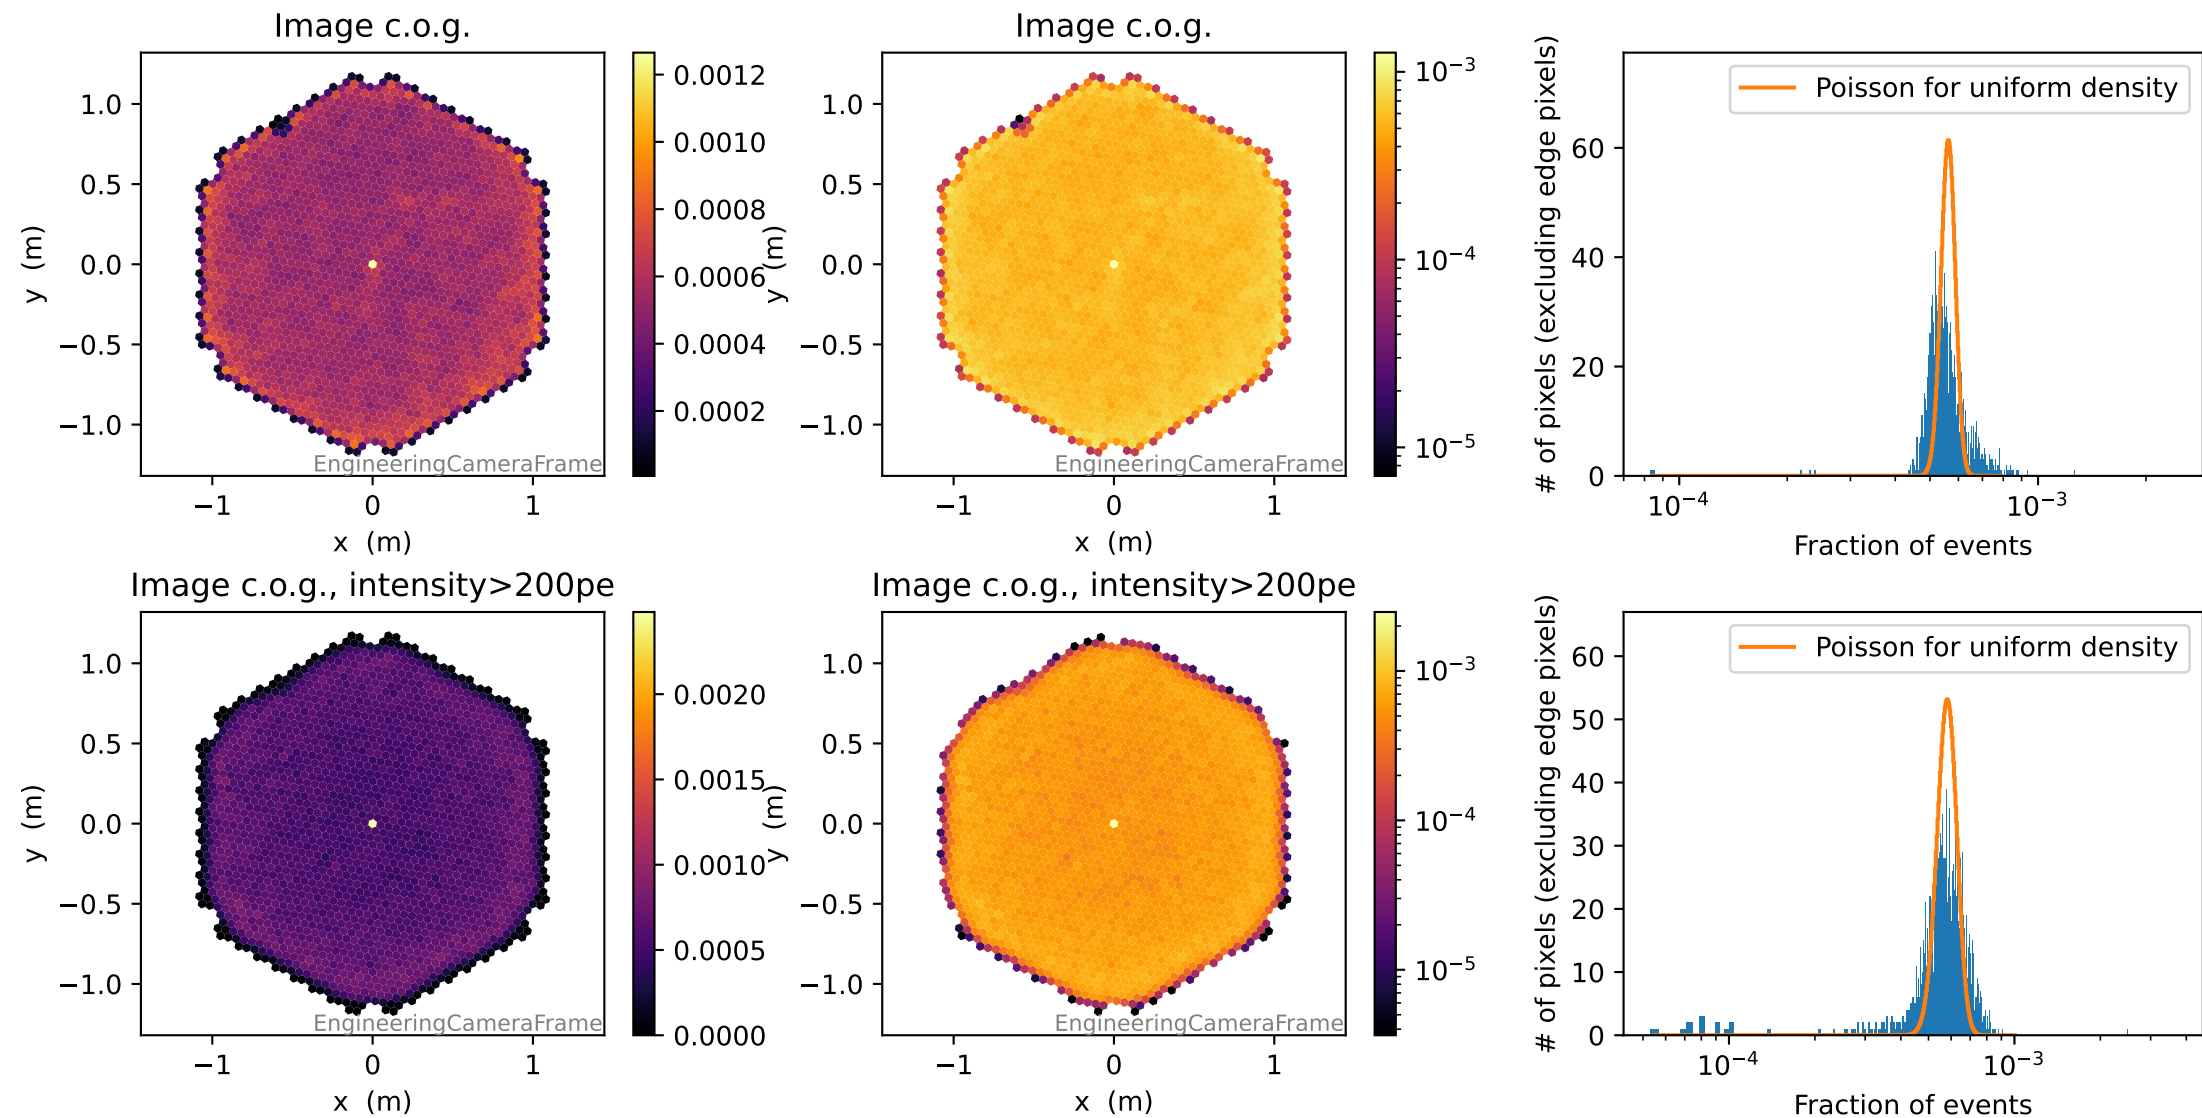 Image c.o.g.
1.0
0.5
0.0
−0.5
−1.0
y (m)
−1 0 1
x (m)
EngineeringCameraFrame
0.0012
0.0010
0.0008
0.0006
0.0004
0.0002
Image c.o.g.
1.0
0.5
0.0
−0.5
−1.0
y (m)
−1 0 1
x (m)
EngineeringCameraFrame
10⁻³
10⁻⁴
10⁻⁵
Poisson for uniform density
# of pixels (excluding edge pixels)
60
40
20
0
10⁻⁴ 10⁻³
Fraction of events
Image c.o.g., intensity>200pe
1.0
0.5
0.0
−0.5
−1.0
y (m)
−1 0 1
x (m)
EngineeringCameraFrame
0.0020
0.0015
0.0010
0.0005
0.0000
Image c.o.g., intensity>200pe
1.0
0.5
0.0
−0.5
−1.0
y (m)
−1 0 1
x (m)
EngineeringCameraFrame
10⁻³
10⁻⁴
10⁻⁵
Poisson for uniform density
# of pixels (excluding edge pixels)
60
50
40
30
20
10
0
10⁻⁴ 10⁻³
Fraction of events